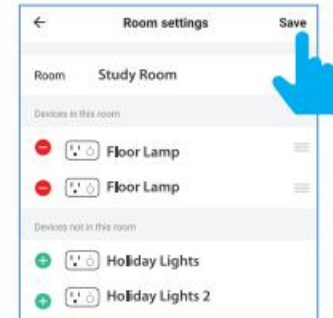 Room settings Save
Room Study Room
Devices in this room
Floor Lamp
Floor Lamp
Devices not in this room
Holiday Lights
Holiday Lights 2